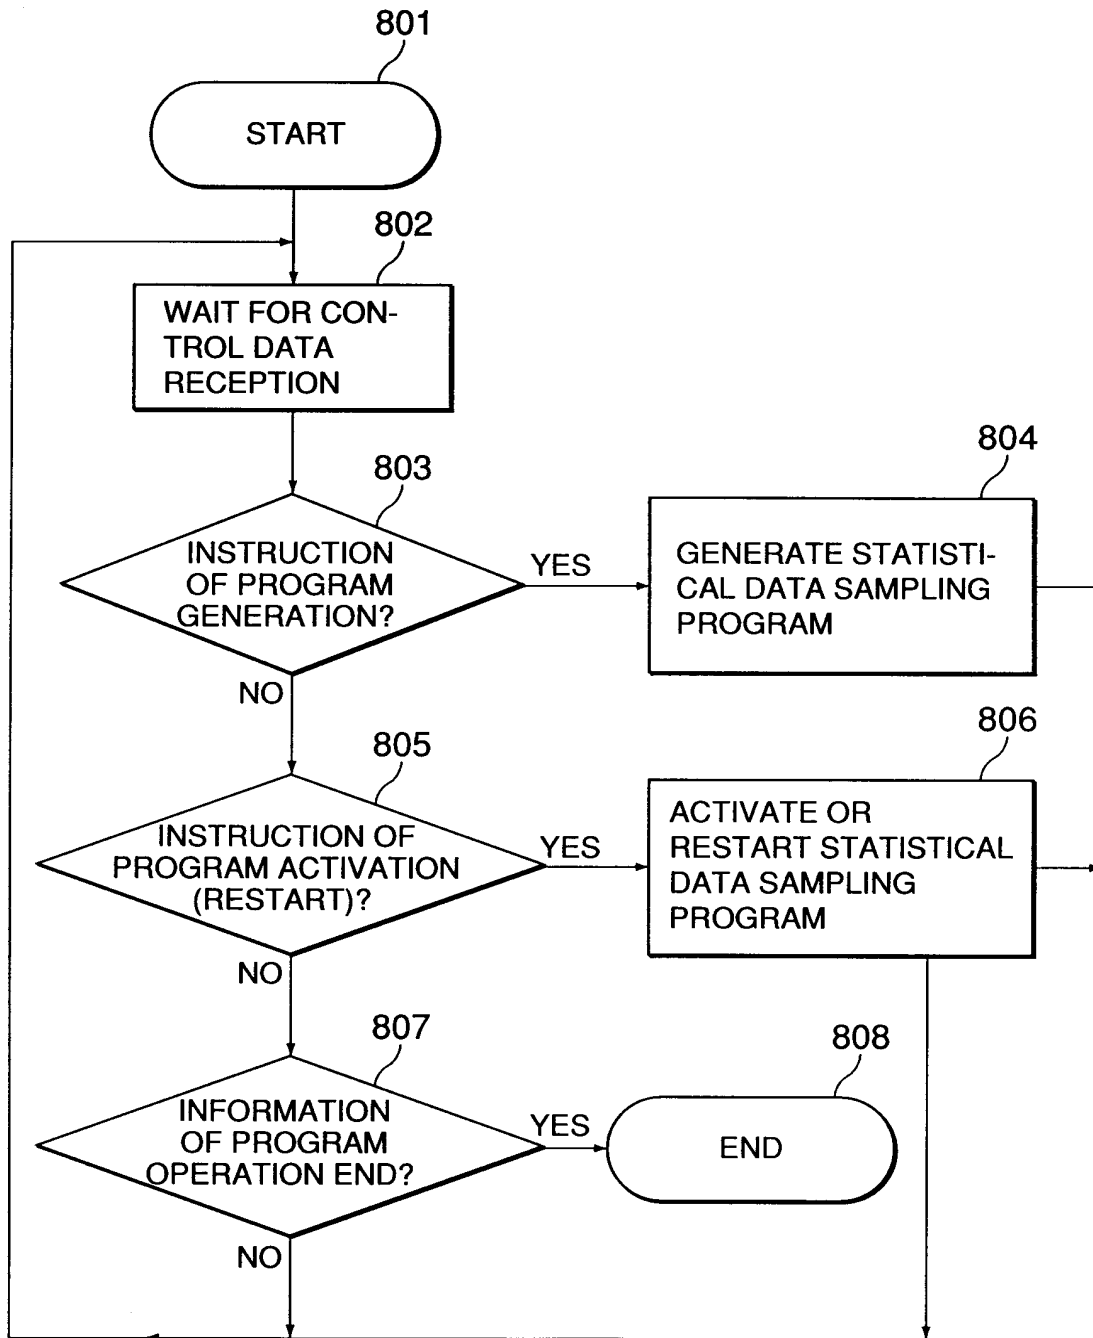 801
START
802
WAIT FOR CON-
TROL DATA
RECEPTION
803
INSTRUCTION
OF PROGRAM
GENERATION?
YES
NO
804
GENERATE STATISTI-
CAL DATA SAMPLING
PROGRAM
805
INSTRUCTION OF
PROGRAM ACTIVATION
(RESTART)?
YES
NO
806
ACTIVATE OR
RESTART STATISTICAL
DATA SAMPLING
PROGRAM
807
INFORMATION
OF PROGRAM
OPERATION END?
YES
NO
808
END